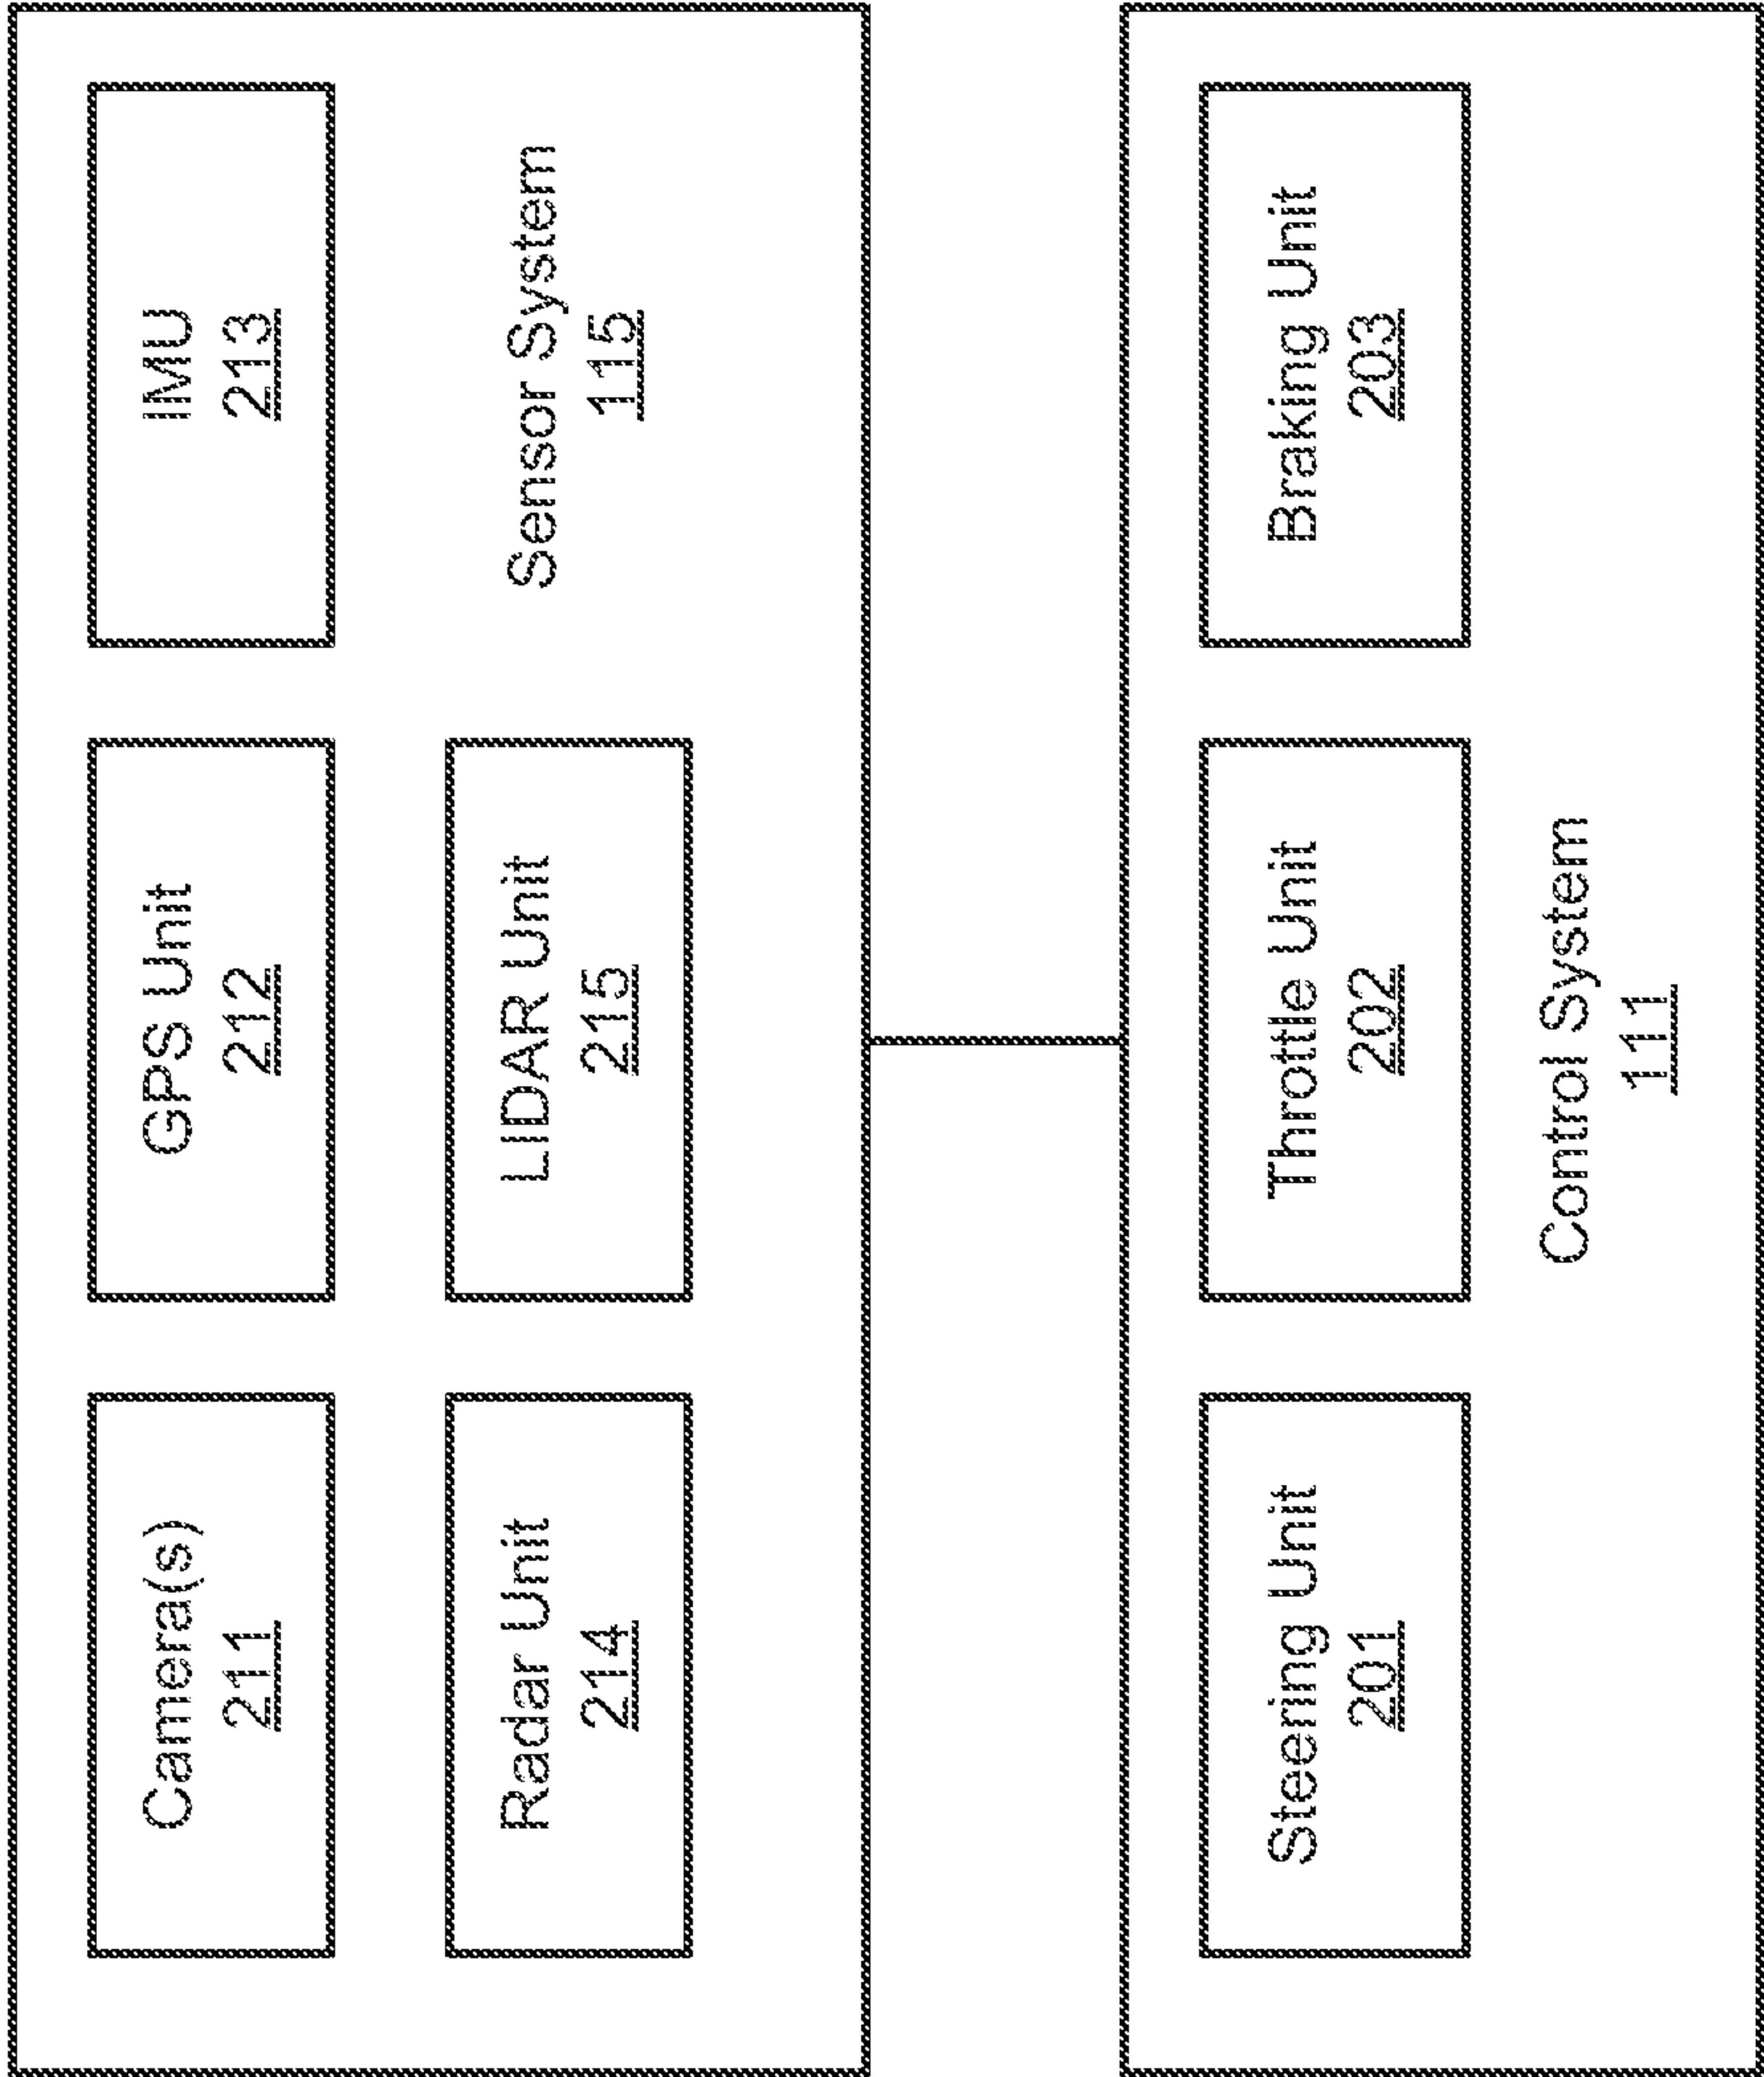 Camera(s)
211
GPS Unit
212
IMU
213
Radar Unit
214
LIDAR Unit
215
Sensor System
115
Steering Unit
201
Throttle Unit
202
Braking Unit
203
Control System
111